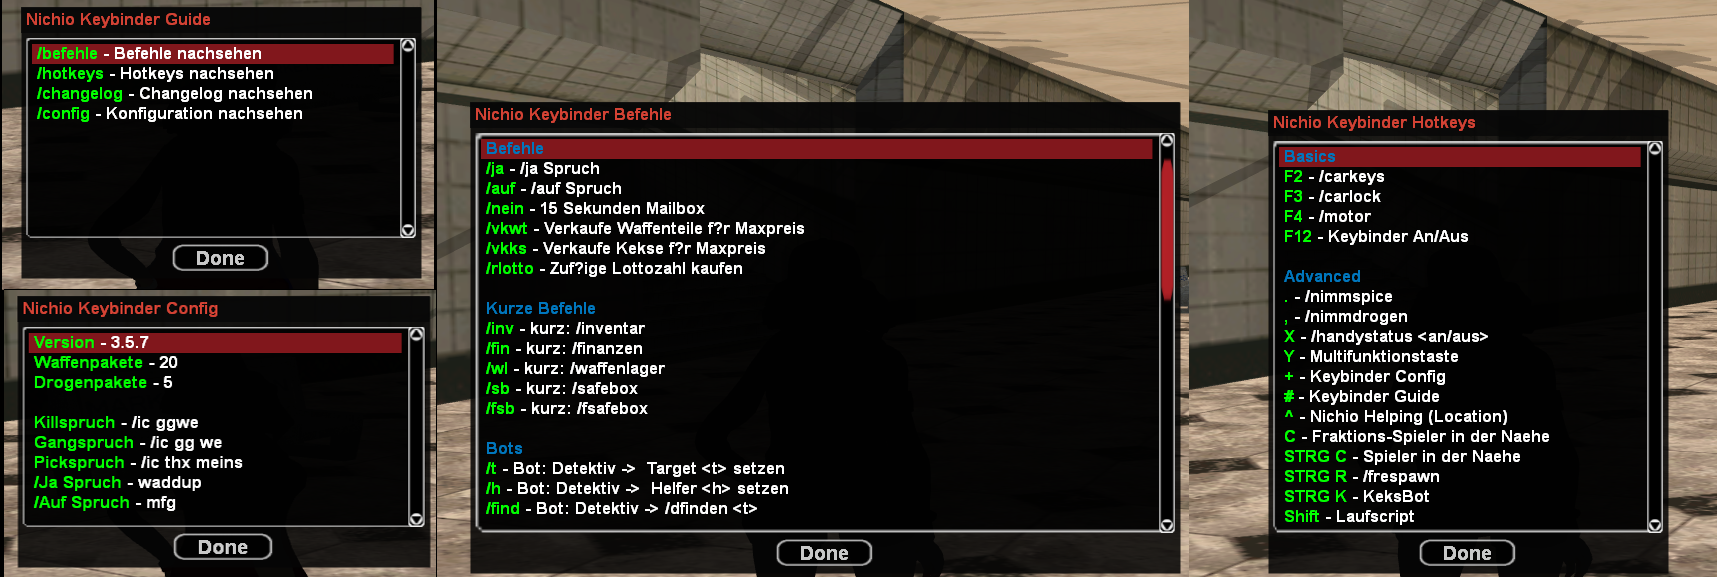 Nichio Keybinder Guide
/befehle - Befehle nachsehen
/hotkeys - Hotkeys nachsehen
/changelog - Changelog nachsehen
/config - Konfiguration nachsehen
Done
Nichio Keybinder Config
Version - 3.5.7
Waffenpakete - 20
Drogenpakete - 5
Killspruch - /ic ggwe
Gangspruch - /ic gg we
Pickspruch - /ic thx meins
/Ja Spruch - waddup
/Auf Spruch - mfg
Done
Nichio Keybinder Befehle
Befehle
/ja - /ja Spruch
/auf - /auf Spruch
/nein - 15 Sekunden Mailbox
/vkwt - Verkaufe Waffenteile f?r Maxpreis
/vkks - Verkaufe Kekse f?r Maxpreis
/rlotto - Zuf?ige Lottozahl kaufen
Kurze Befehle
/inv - kurz: /inventar
/fin - kurz: /finanzen
/wl - kurz: /waffenlager
/sb - kurz: /safebox
/fsb - kurz: /fsafebox
Bots
/t - Bot: Detektiv -> Target <t> setzen
/h - Bot: Detektiv -> Helfer <h> setzen
/find - Bot: Detektiv -> /dfinden <t>
Done
Nichio Keybinder Hotkeys
Basics
F2 - /carkeys
F3 - /carlock
F4 - /motor
F12 - Keybinder An/Aus
Advanced
. - /nimmspice
, - /nimmdrogen
X - /handystatus <an/aus>
Y - Multifunktionstaste
+ - Keybinder Config
# - Keybinder Guide
^ - Nichio Helping (Location)
C - Fraktions-Spieler in der Naehe
STRG C - Spieler in der Naehe
STRG R - /frespawn
STRG K - KeksBot
Shift - Laufscript
Done